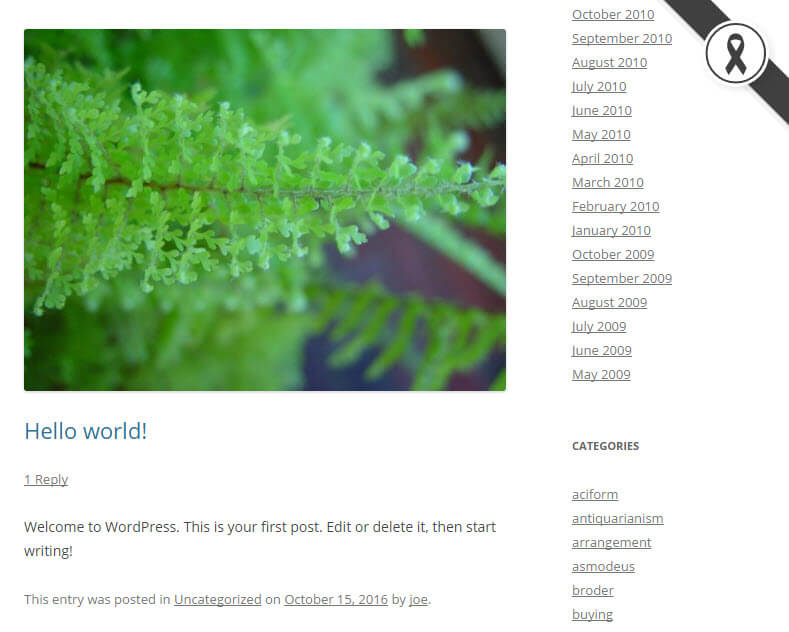 Hello world!
1 Reply
Welcome to WordPress. This is your first post. Edit or delete it, then start
writing!
This entry was posted in Uncategorized on October 15, 2016 by joe.
October 2010
September 2010
August 2010
July 2010
June 2010
May 2010
April 2010
March 2010
February 2010
January 2010
October 2009
September 2009
August 2009
July 2009
June 2009
May 2009
CATEGORIES
aciform
antiquarianism
arrangement
asmodeus
broder
buying